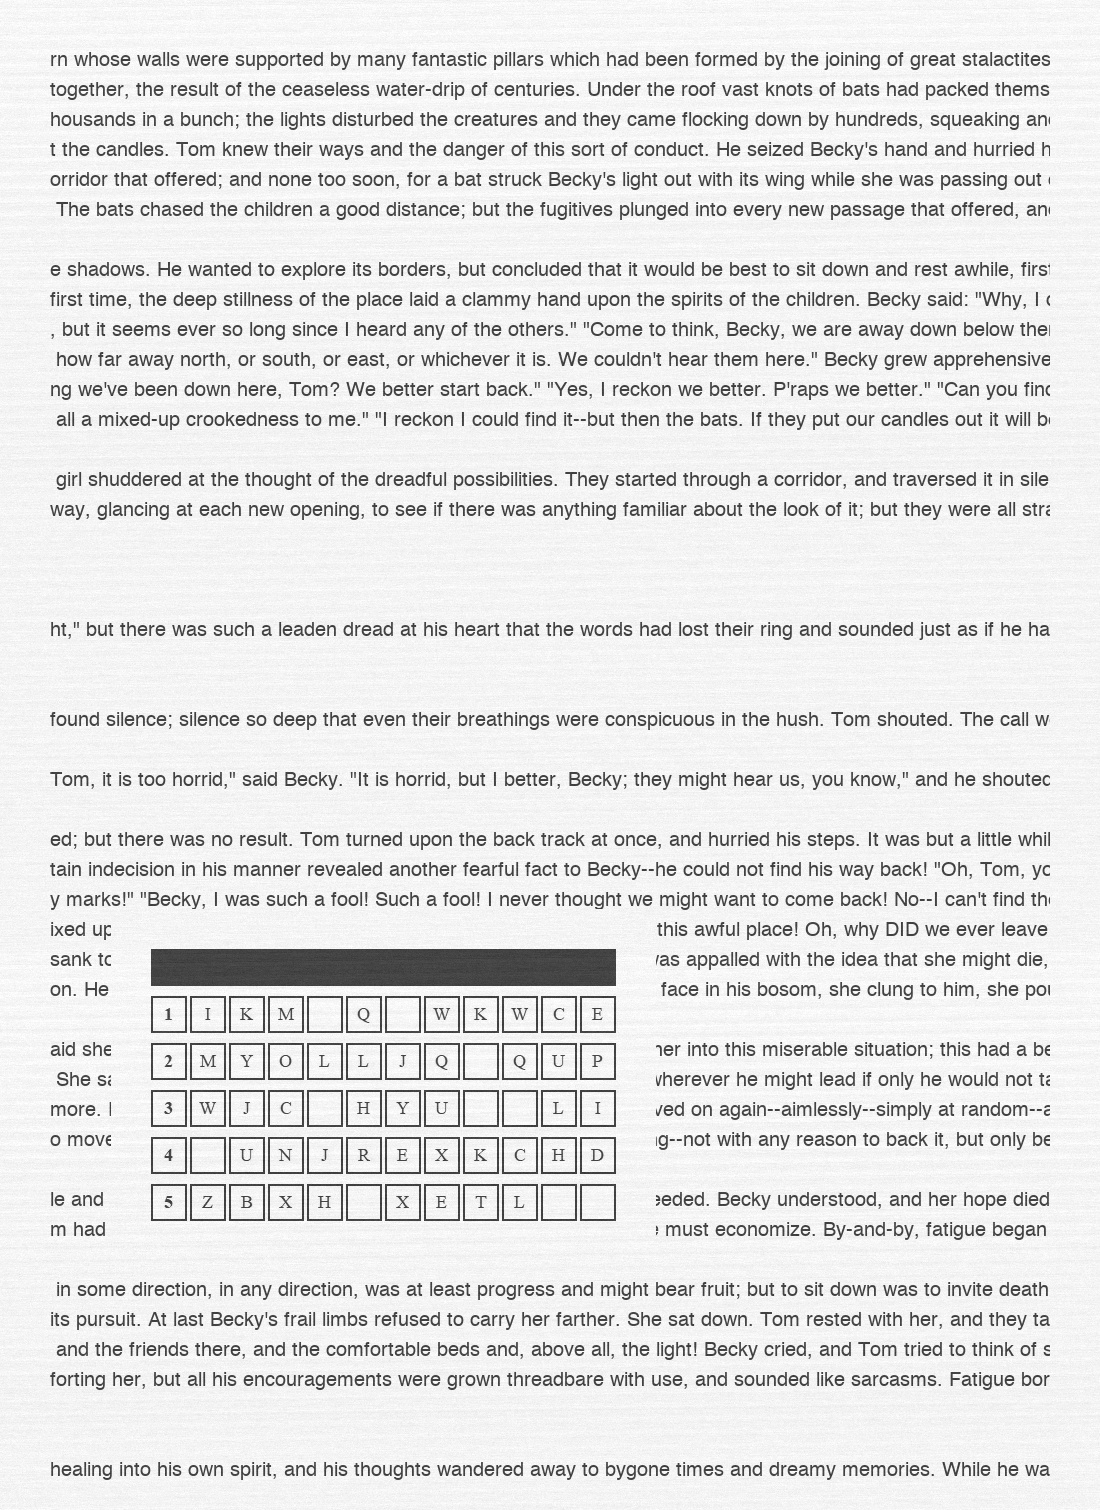 rn whose walls were supported by many fantastic pillars which had been formed by the joining of great stalactites
together, the result of the ceaseless water-drip of centuries. Under the roof vast knots of bats had packed thems
housands in a bunch; the lights disturbed the creatures and they came flocking down by hundreds, squeaking and
t the candles. Tom knew their ways and the danger of this sort of conduct. He seized Becky's hand and hurried h
orridor that offered; and none too soon, for a bat struck Becky's light out with its wing while she was passing out
The bats chased the children a good distance; but the fugitives plunged into every new passage that offered, and
e shadows. He wanted to explore its borders, but concluded that it would be best to sit down and rest awhile, first
first time, the deep stillness of the place laid a clammy hand upon the spirits of the children. Becky said: "Why, I
, but it seems ever so long since I heard any of the others." "Come to think, Becky, we are away down below them
how far away north, or south, or east, or whichever it is. We couldn't hear them here." Becky grew apprehensive
ng we've been down here, Tom? We better start back." "Yes, I reckon we better. P'raps we better." "Can you find
all a mixed-up crookedness to me." "I reckon I could find it--but then the bats. If they put our candles out it will be
girl shuddered at the thought of the dreadful possibilities. They started through a corridor, and traversed it in sile
way, glancing at each new opening, to see if there was anything familiar about the look of it; but they were all stra
ht," but there was such a leaden dread at his heart that the words had lost their ring and sounded just as if he ha
found silence; silence so deep that even their breathings were conspicuous in the hush. Tom shouted. The call w
Tom, it is too horrid," said Becky. "It is horrid, but I better, Becky; they might hear us, you know," and he shouted
ed; but there was no result. Tom turned upon the back track at once, and hurried his steps. It was but a little whil
tain indecision in his manner revealed another fearful fact to Becky--he could not find his way back! "Oh, Tom, yo
y marks!" "Becky, I was such a fool! Such a fool! I never thought we might want to come back! No--I can't find the
ixed up this awful place! Oh, why DID we ever leave
sank to was appalled with the idea that she might die,
on. He face in his bosom, she clung to him, she pou
1 I K M Q W K W C E
aid she her into this miserable situation; this had a be
2 M Y O L L J Q Q U P
She sa wherever he might lead if only he would not ta
more. ved on again--aimlessly--simply at random--a
3 W J C H Y U L I
o move g--not with any reason to back it, but only be
4 U N J R E X K C H D
le and eeded. Becky understood, and her hope died
5 Z B X H X E T L
m had must economize. By-and-by, fatigue began
in some direction, in any direction, was at least progress and might bear fruit; but to sit down was to invite death
its pursuit. At last Becky's frail limbs refused to carry her farther. She sat down. Tom rested with her, and they ta
and the friends there, and the comfortable beds and, above all, the light! Becky cried, and Tom tried to think of s
forting her, but all his encouragements were grown threadbare with use, and sounded like sarcasms. Fatigue bor
healing into his own spirit, and his thoughts wandered away to bygone times and dreamy memories. While he wa